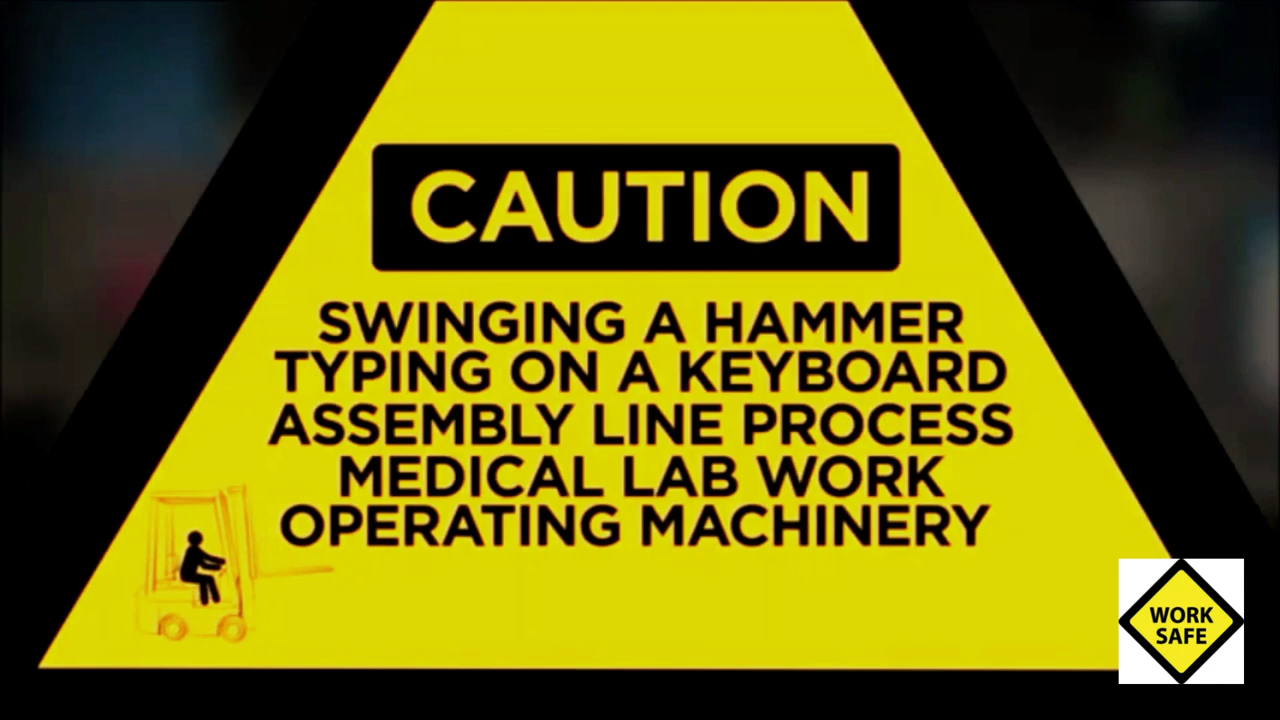 CAUTION
SWINGING A HAMMER
TYPING ON A KEYBOARD
ASSEMBLY LINE PROCESS
MEDICAL LAB WORK
OPERATING MACHINERY
WORK
SAFE